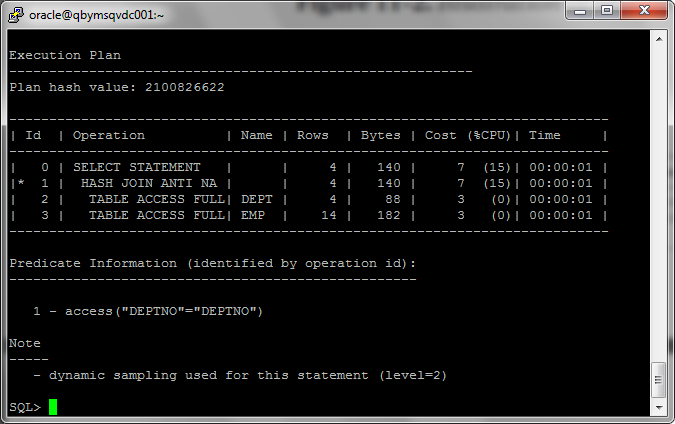 oracle@qbymsqvdc001:~
Execution Plan
----------------------------------------------------------
Plan hash value: 2100826622
---------------------------------------------------------------------------
| Id  | Operation          | Name | Rows  | Bytes | Cost (%CPU)| Time     |
---------------------------------------------------------------------------
|   0 | SELECT STATEMENT   |      |     4 |   140 |     7  (15)| 00:00:01 |
|*  1 |  HASH JOIN ANTI NA |      |     4 |   140 |     7  (15)| 00:00:01 |
|   2 |   TABLE ACCESS FULL| DEPT |     4 |    88 |     3   (0)| 00:00:01 |
|   3 |   TABLE ACCESS FULL| EMP  |    14 |   182 |     3   (0)| 00:00:01 |
---------------------------------------------------------------------------
Predicate Information (identified by operation id):
---------------------------------------------------
   1 - access("DEPTNO"="DEPTNO")
Note
-----
   - dynamic sampling used for this statement (level=2)
SQL>